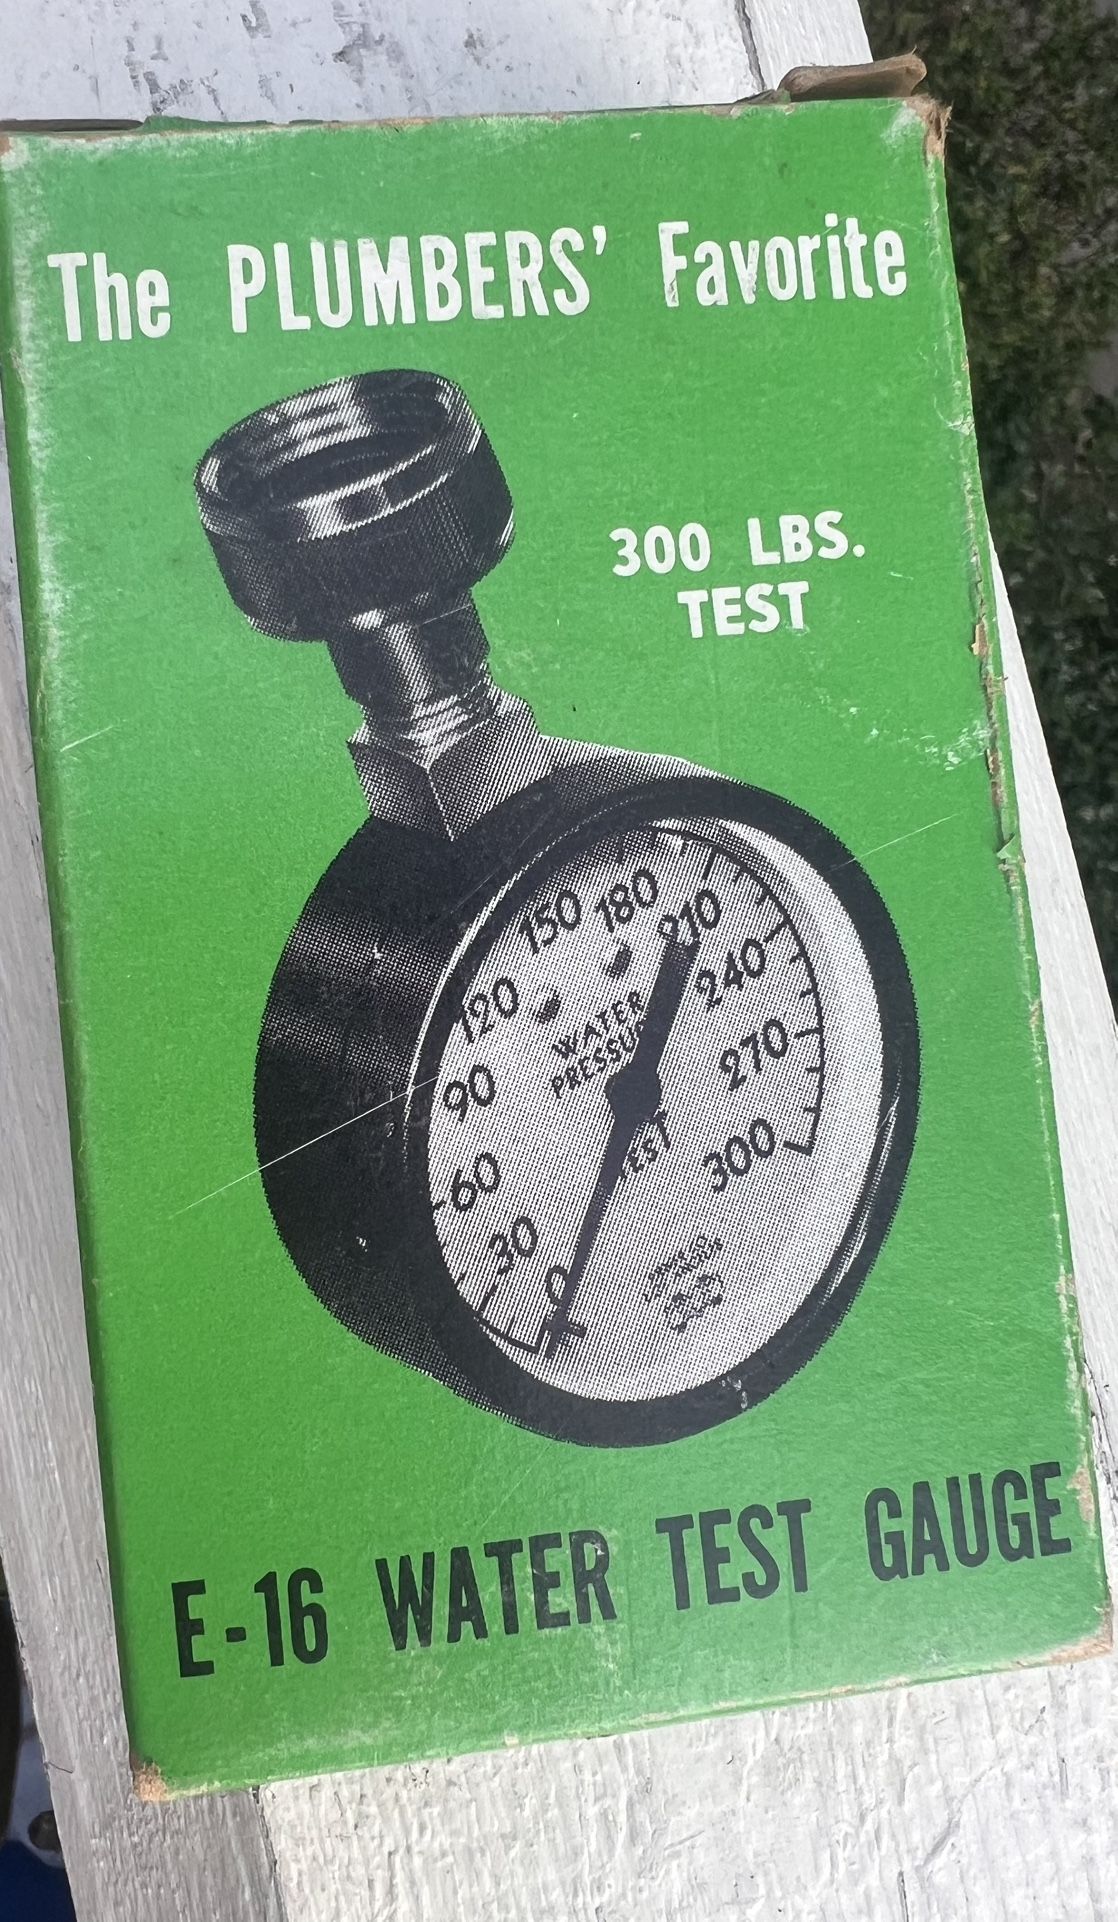 The PLUMBERS' Favorite
300 LBS.
TEST
0
30
60
90
120
150
180
210
240
270
300
WATER
PRESSURE
TEST
E-16 WATER TEST GAUGE